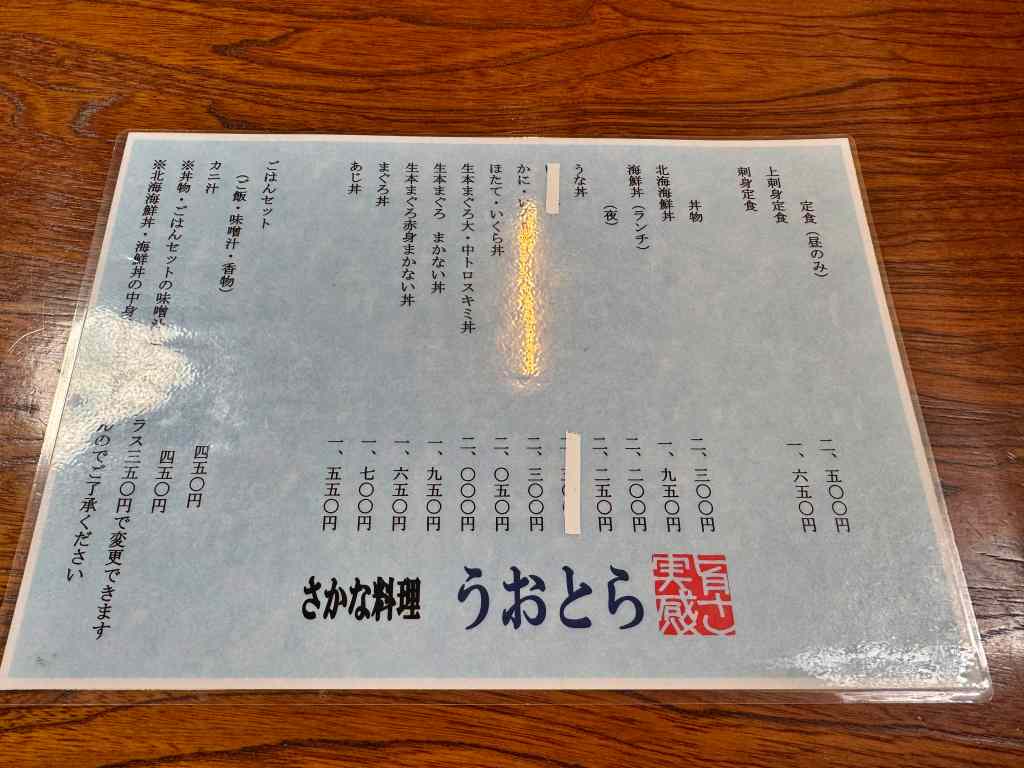 定食（昼のみ）
上刺身定食 二、五〇〇円
刺身定食 一、六五〇円
丼物
北海海鮮丼 二、三〇〇円
海鮮丼（ランチ） 一、九五〇円
（夜） 二、二〇〇円
うな丼 二、二五〇円
かに・い 二、三〇〇円
ほたて・いくら丼 二、〇五〇円
生本まぐろ大・中トロスキミ丼 二、〇〇〇円
生本まぐろ　まかない丼 一、九五〇円
生本まぐろ赤身まかない丼 一、六五〇円
まぐろ丼 一、七〇〇円
あじ丼 一、五五〇円
ごはんセット 四五〇円
（ご飯・味噌汁・香物）
カニ汁 四五〇円
※丼物・ごはんセットの味噌 ラス三五〇円で変更できます
※北海海鮮丼・海鮮丼の中身 んのでご了承ください
さかな料理 うおとら
旨さ
実感